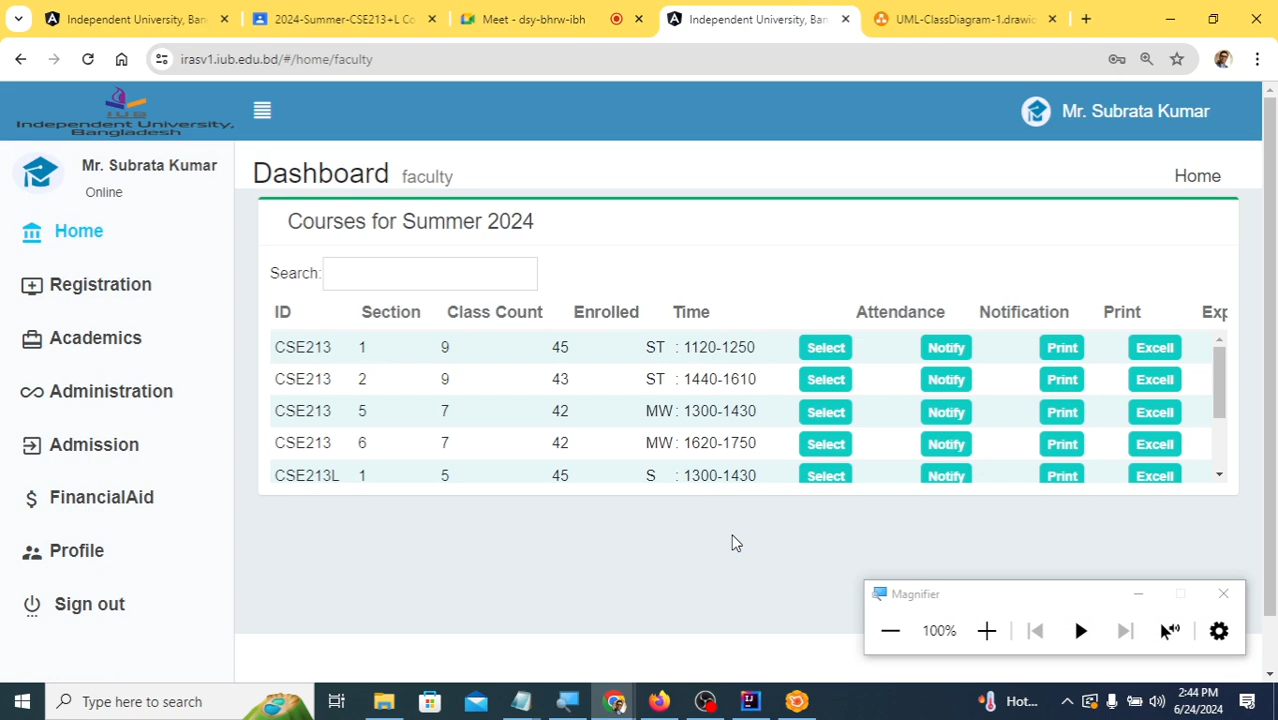 Independent University, Ban
2024-Summer-CSE213+L Co
Meet - dsy-bhrw-ibh
Independent University, Ban
UML-ClassDiagram-1.drawio
irasv1.iub.edu.bd/#/home/faculty
IUB
Independent University,
Bangladesh
Mr. Subrata Kumar
Mr. Subrata Kumar
Online
Dashboard faculty
Home
Home
Registration
Academics
Administration
Admission
FinancialAid
Profile
Sign out
Courses for Summer 2024
Search:
ID Section Class Count Enrolled Time Attendance Notification Print Exp
CSE213 1 9 45 ST : 1120-1250 Select Notify Print Excell
CSE213 2 9 43 ST : 1440-1610 Select Notify Print Excell
CSE213 5 7 42 MW : 1300-1430 Select Notify Print Excell
CSE213 6 7 42 MW : 1620-1750 Select Notify Print Excell
CSE213L 1 5 45 S : 1300-1430 Select Notify Print Excell
Magnifier
100%
Type here to search
Hot...
2:44 PM
6/24/2024